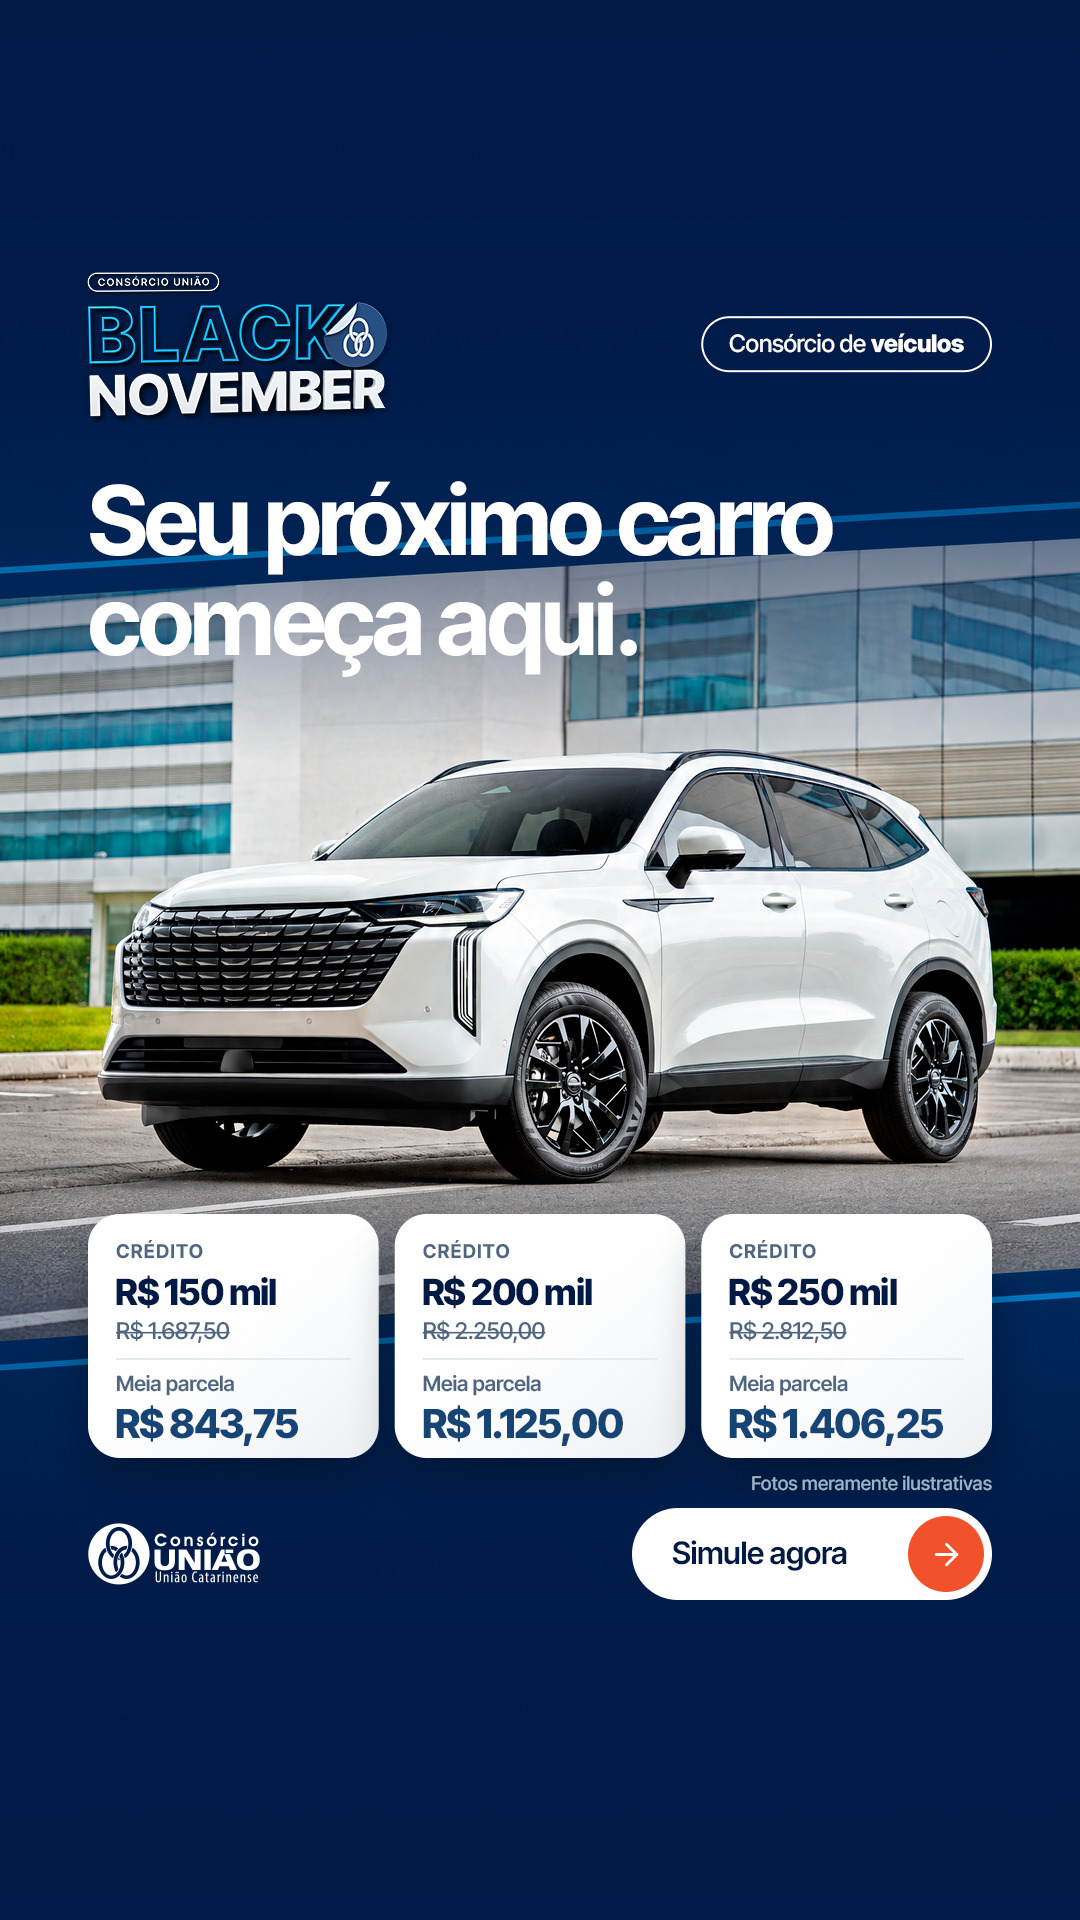 CONSÓRCIO UNIÃO
BLACK
NOVEMBER
Consórcio de veículos
Seu próximo carro
começa aqui.
CRÉDITO
R$ 150 mil
R$ 1.687,50
Meia parcela
R$ 843,75
CRÉDITO
R$ 200 mil
R$ 2.250,00
Meia parcela
R$ 1.125,00
CRÉDITO
R$ 250 mil
R$ 2.812,50
Meia parcela
R$ 1.406,25
Fotos meramente ilustrativas
Consórcio
UNIÃO
União Catarinense
Simule agora